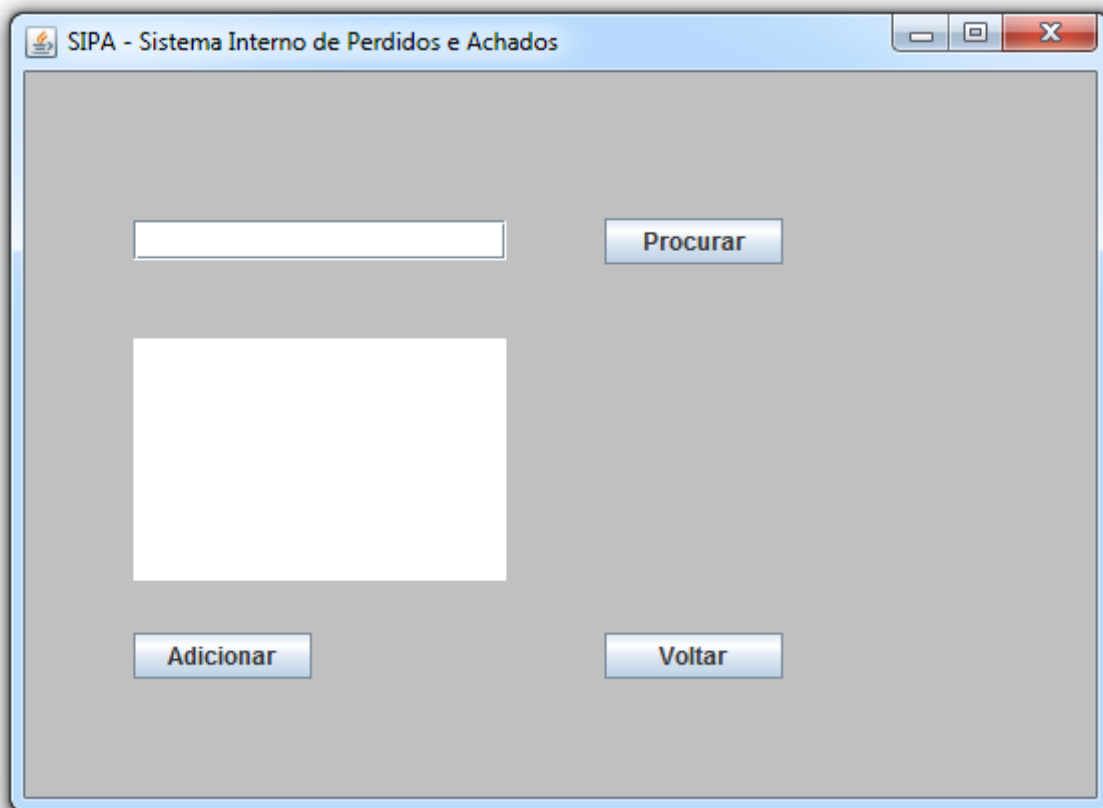 SIPA - Sistema Interno de Perdidos e Achados
Procurar
Adicionar
Voltar